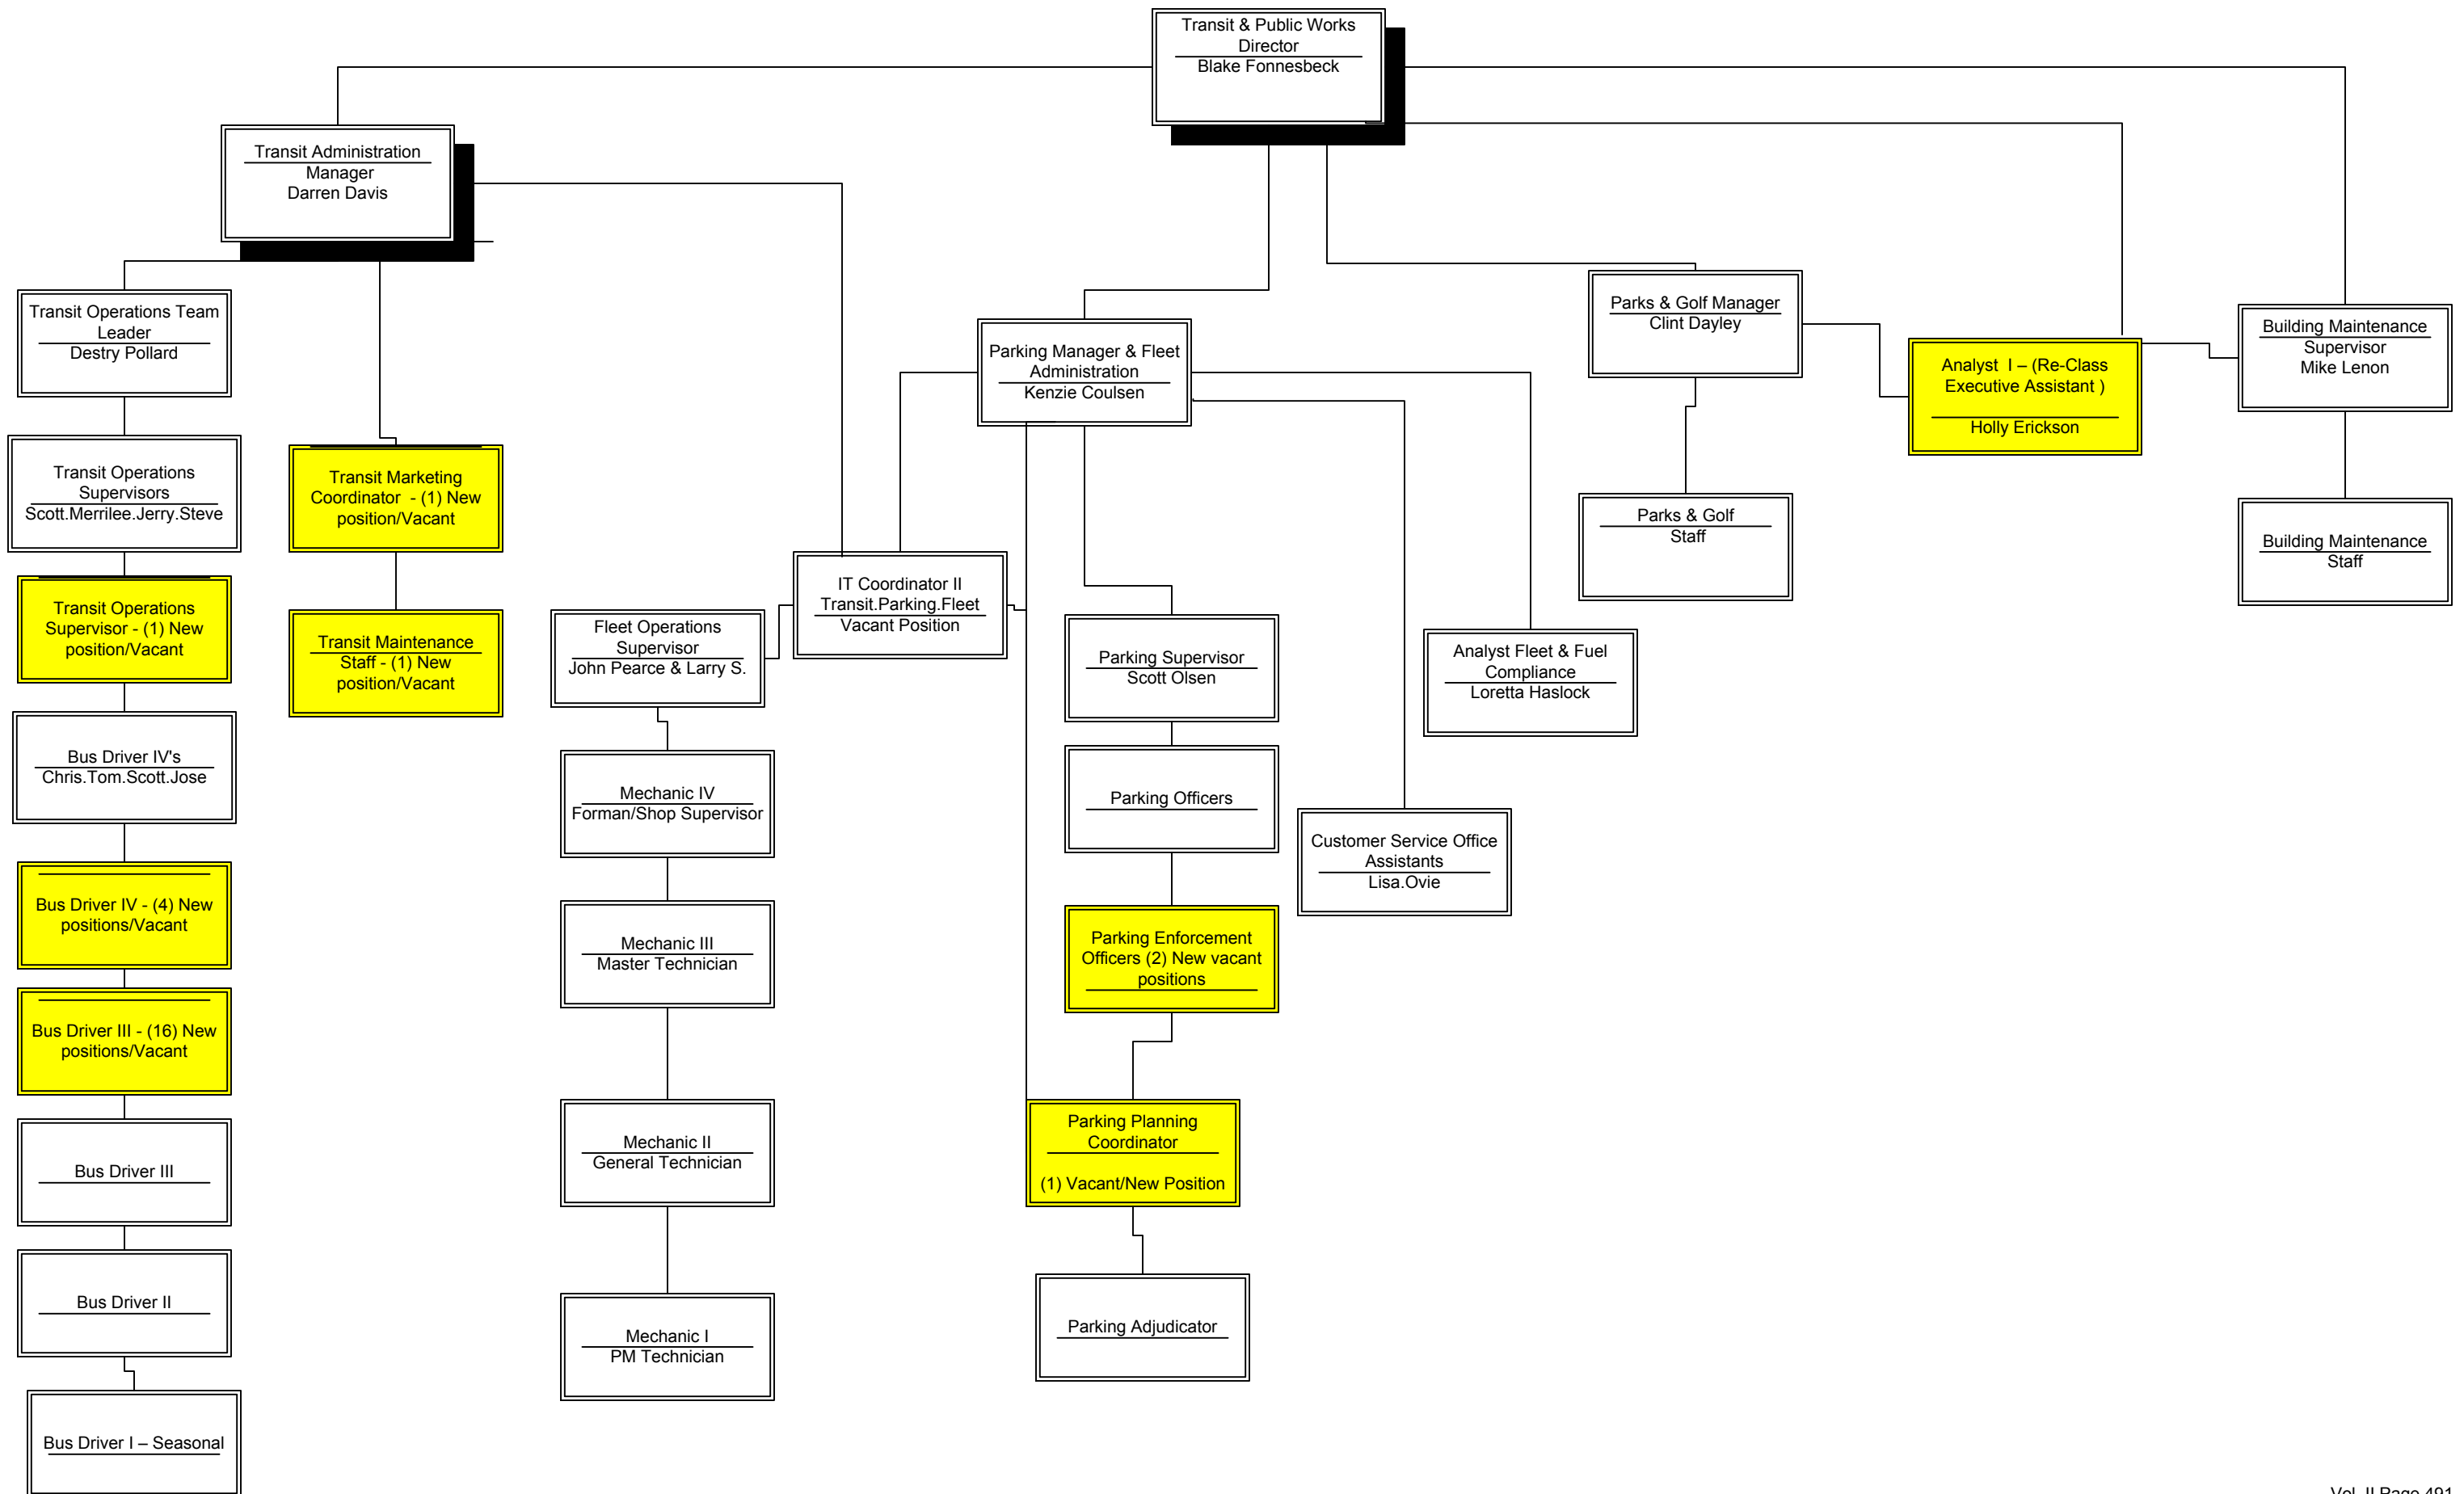 Transit & Public Works
Director
Blake Fonnesbeck
Transit Administration
Manager
Darren Davis
Transit Operations Team
Leader
Destry Pollard
Transit Operations
Supervisors
Scott.Merrilee.Jerry.Steve
Transit Operations
Supervisor - (1) New
position/Vacant
Bus Driver IV's
Chris.Tom.Scott.Jose
Bus Driver IV - (4) New
positions/Vacant
Bus Driver III - (16) New
positions/Vacant
Bus Driver III
Bus Driver II
Bus Driver I – Seasonal
Transit Marketing
Coordinator - (1) New
position/Vacant
Transit Maintenance
Staff - (1) New
position/Vacant
Fleet Operations
Supervisor
John Pearce & Larry S.
Mechanic IV
Forman/Shop Supervisor
Mechanic III
Master Technician
Mechanic II
General Technician
Mechanic I
PM Technician
IT Coordinator II
Transit.Parking.Fleet
Vacant Position
Parking Manager & Fleet
Administration
Kenzie Coulsen
Parking Supervisor
Scott Olsen
Parking Officers
Parking Enforcement
Officers (2) New vacant
positions
Parking Planning
Coordinator
(1) Vacant/New Position
Parking Adjudicator
Customer Service Office
Assistants
Lisa.Ovie
Analyst Fleet & Fuel
Compliance
Loretta Haslock
Parks & Golf Manager
Clint Dayley
Parks & Golf
Staff
Analyst I – (Re-Class
Executive Assistant )
Holly Erickson
Building Maintenance
Supervisor
Mike Lenon
Building Maintenance
Staff
Vol. II Page 491